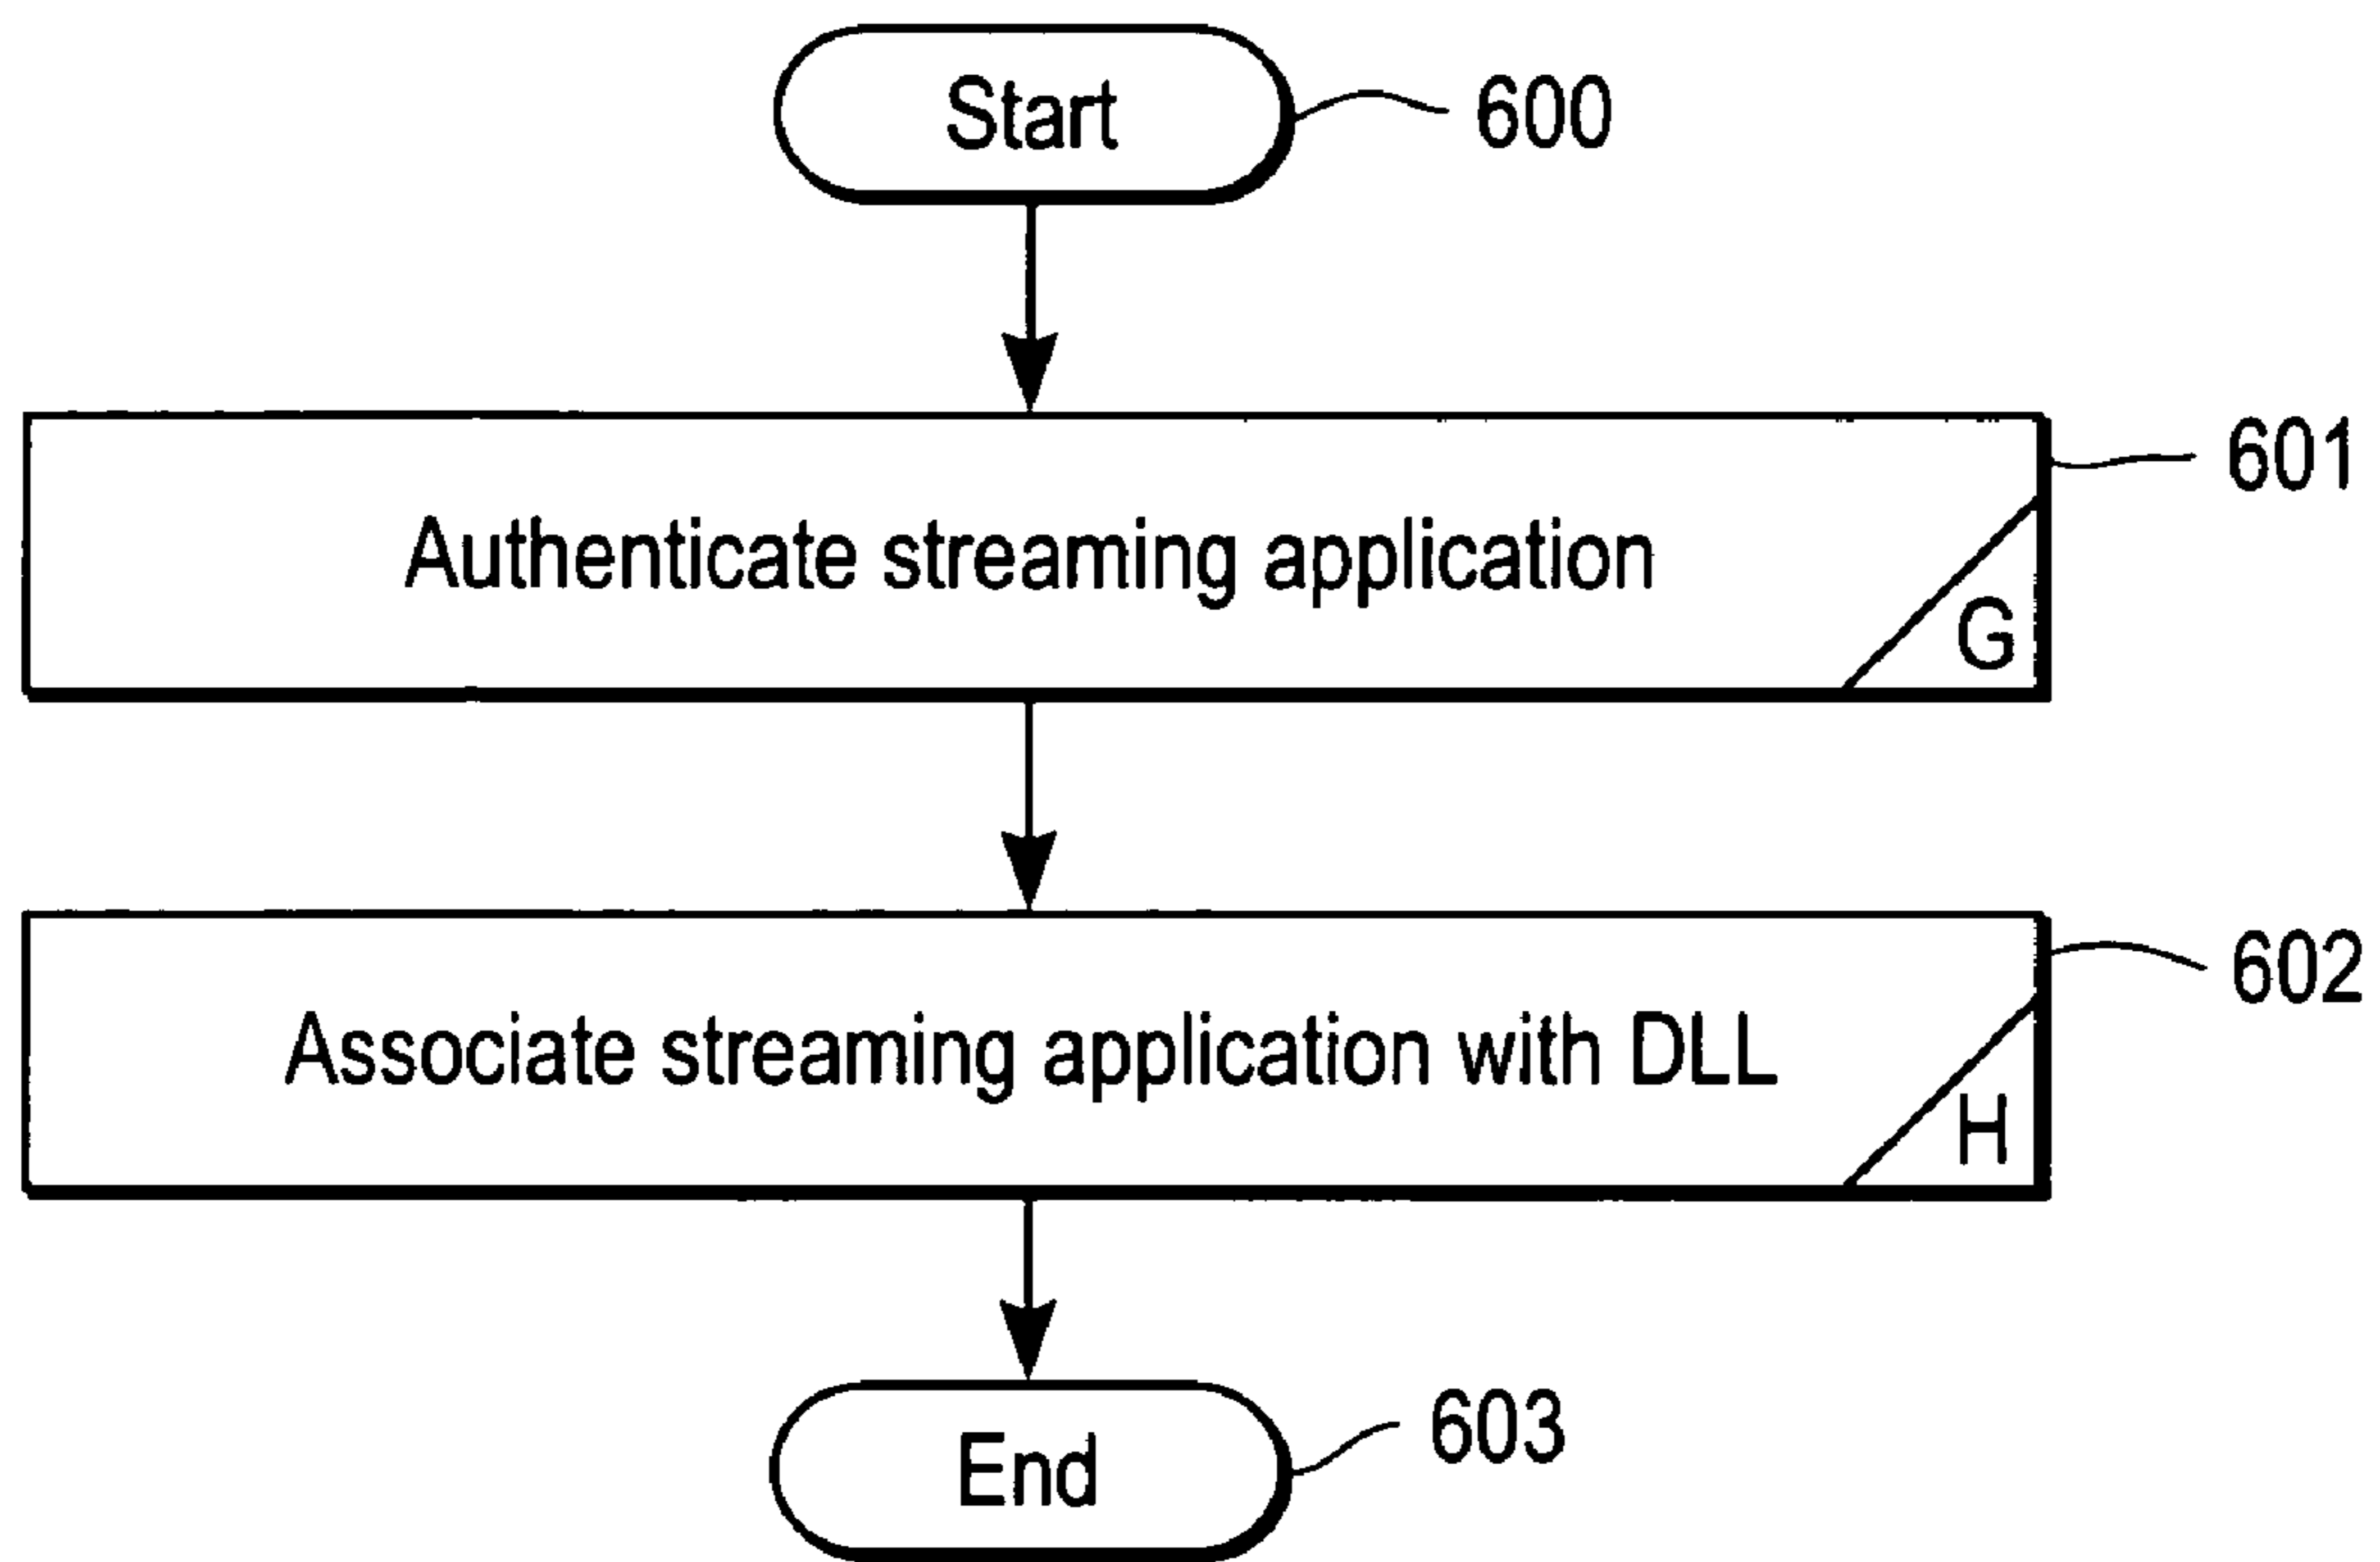 Start
600
601
Authenticate streaming application
G
602
Associate streaming application with DLL
H
End
603